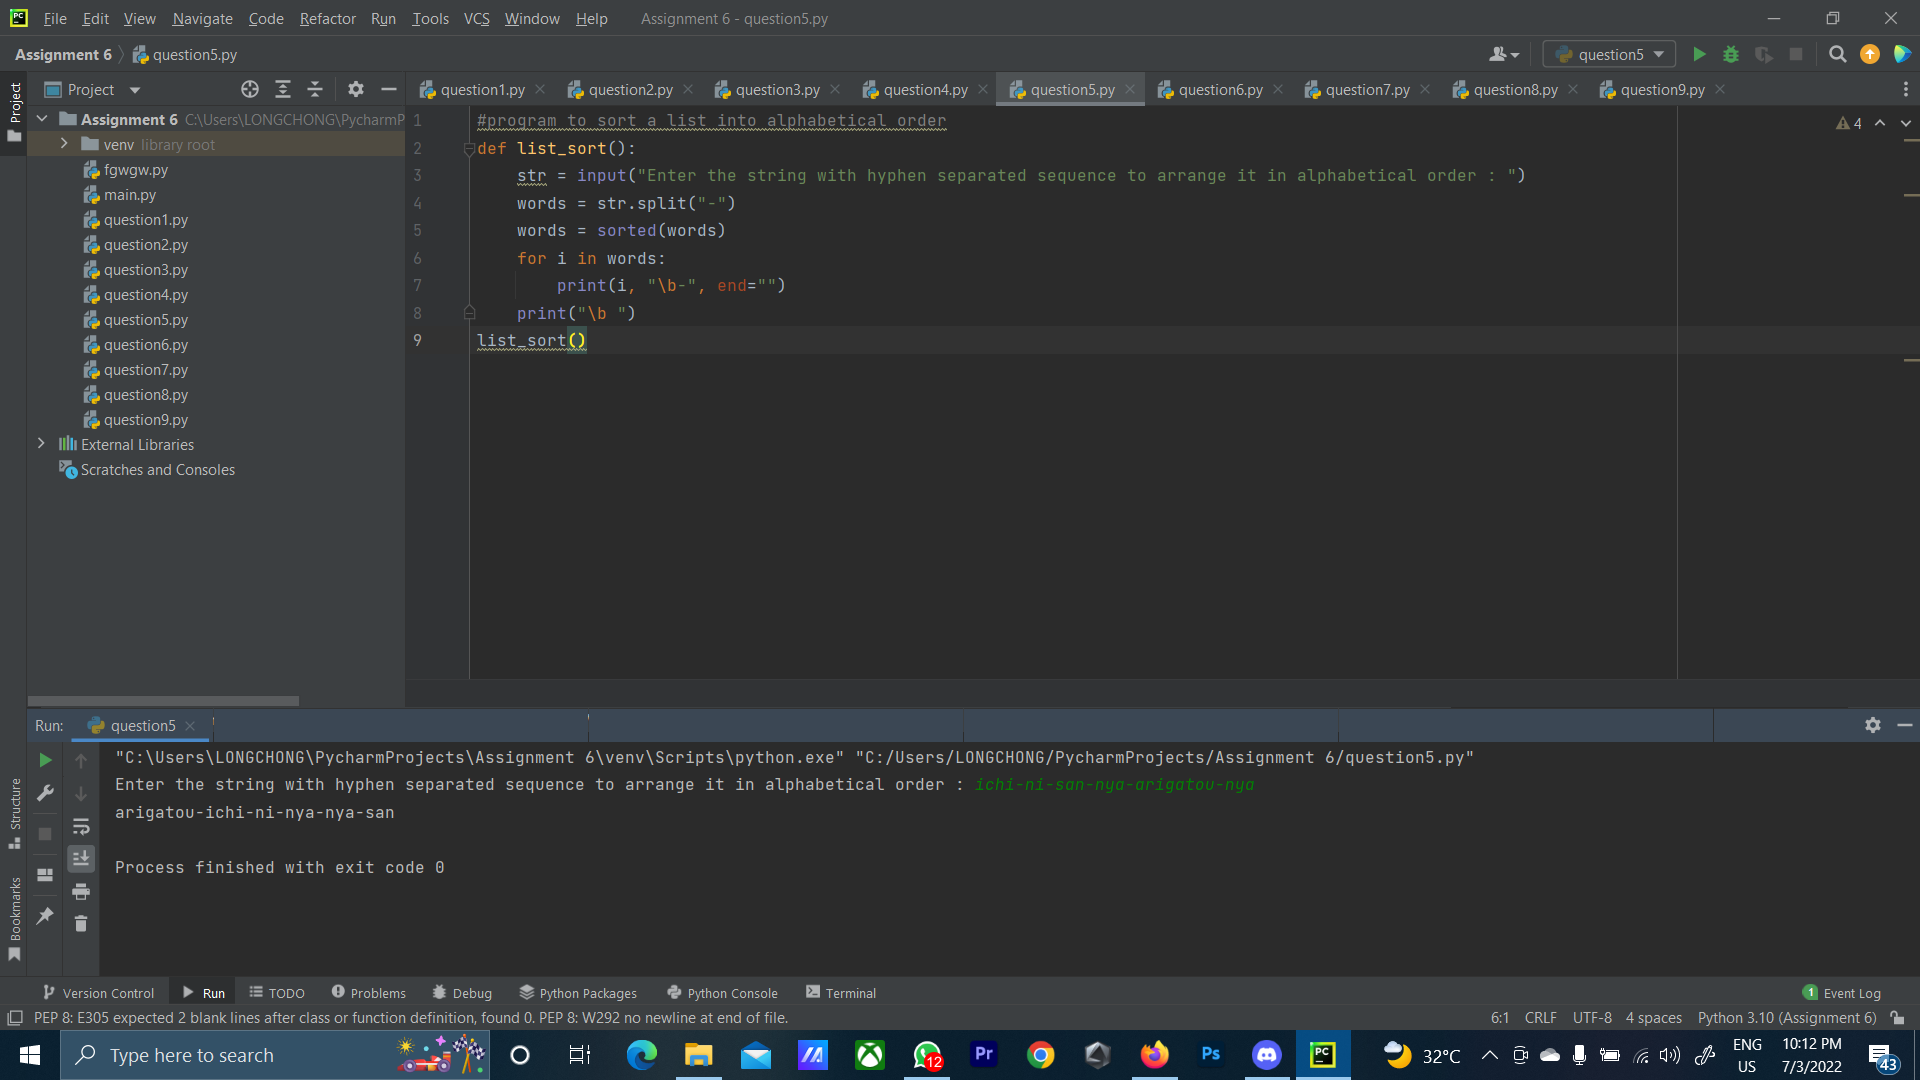 File Edit View Navigate Code Refactor Run Tools VCS Window Help Assignment 6 - question5.py
Assignment 6 question5.py question5
Project question1.py question2.py question3.py question4.py question5.py question6.py question7.py question8.py question9.py
Project
Assignment 6 C:\Users\LONGCHONG\PycharmP
venv library root
fgwgw.py
main.py
question1.py
question2.py
question3.py
question4.py
question5.py
question6.py
question7.py
question8.py
question9.py
External Libraries
Scratches and Consoles
4
1 #program to sort a list into alphabetical order
2 def list_sort():
3 str = input("Enter the string with hyphen separated sequence to arrange it in alphabetical order : ")
4 words = str.split("-")
5 words = sorted(words)
6 for i in words:
7 print(i, "\b-", end="")
8 print("\b ")
9 list_sort()
Run: question5
"C:\Users\LONGCHONG\PycharmProjects\Assignment 6\venv\Scripts\python.exe" "C:/Users/LONGCHONG/PycharmProjects/Assignment 6/question5.py"
Enter the string with hyphen separated sequence to arrange it in alphabetical order : ichi-ni-san-nya-arigatou-nya
arigatou-ichi-ni-nya-nya-san
Process finished with exit code 0
Structure
Bookmarks
Version Control Run TODO Problems Debug Python Packages Python Console Terminal 1 Event Log
PEP 8: E305 expected 2 blank lines after class or function definition, found 0. PEP 8: W292 no newline at end of file. 6:1 CRLF UTF-8 4 spaces Python 3.10 (Assignment 6)
Type here to search 12 Pr Ps PC 32°C ENG US 10:12 PM 7/3/2022 43